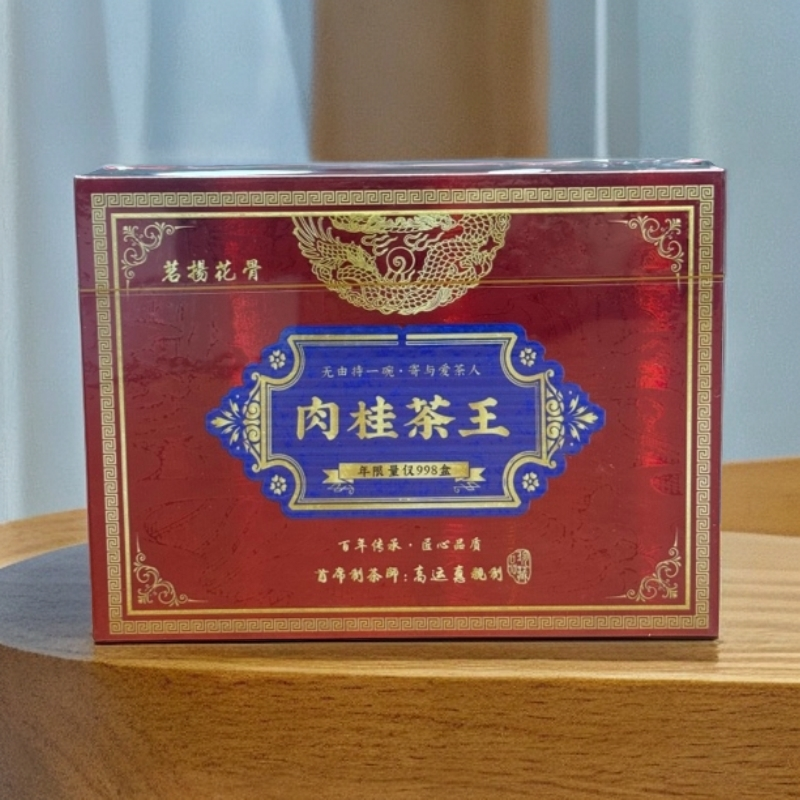 茗揚花骨
无由持一碗·寄与爱茶人
肉桂茶王
年限量仅998盒
百年传承·匠心品质
首席制茶師:高运嘉親制